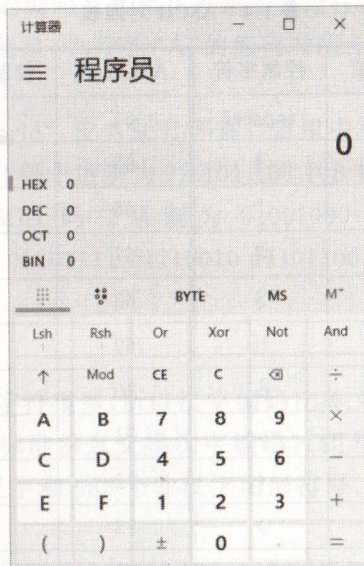 计算器
程序员
0
HEX 0
DEC 0
OCT 0
BIN 0
BYTE MS M˅
Lsh Rsh Or Xor Not And
↑ Mod CE C ⌫ ÷
A B 7 8 9 ×
C D 4 5 6 −
E F 1 2 3 +
( ) ± 0 . =